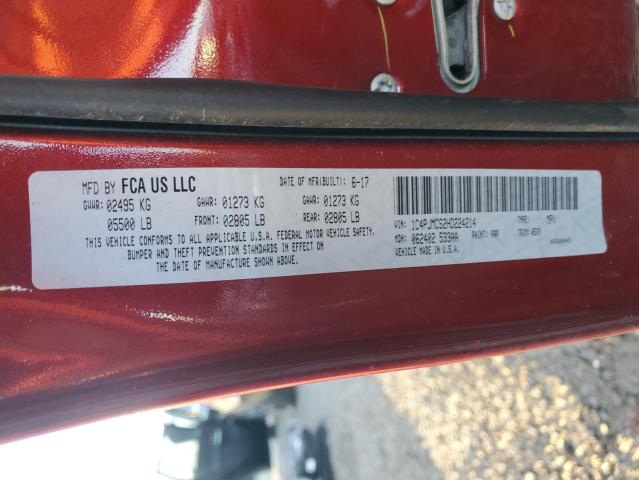 MFD BY FCA US LLC DATE OF MFR(BUILT): 6-17
GVWR: 02495 KG GAWR: 01273 KG GAWR: 01273 KG
05500 LB FRONT: 02805 LB REAR: 02805 LB
THIS VEHICLE CONFORMS TO ALL APPLICABLE U.S.A. FEDERAL MOTOR VEHICLE SAFETY,
BUMPER AND THEFT PREVENTION STANDARDS IN EFFECT ON
THE DATE OF MANUFACTURE SHOWN ABOVE.
VIN: 1C4PJMCS2HD224214 TYPE: MPV
MDH: 062402 533AA PAINT: PRP TRIM:
VEHICLE MADE IN U.S.A.